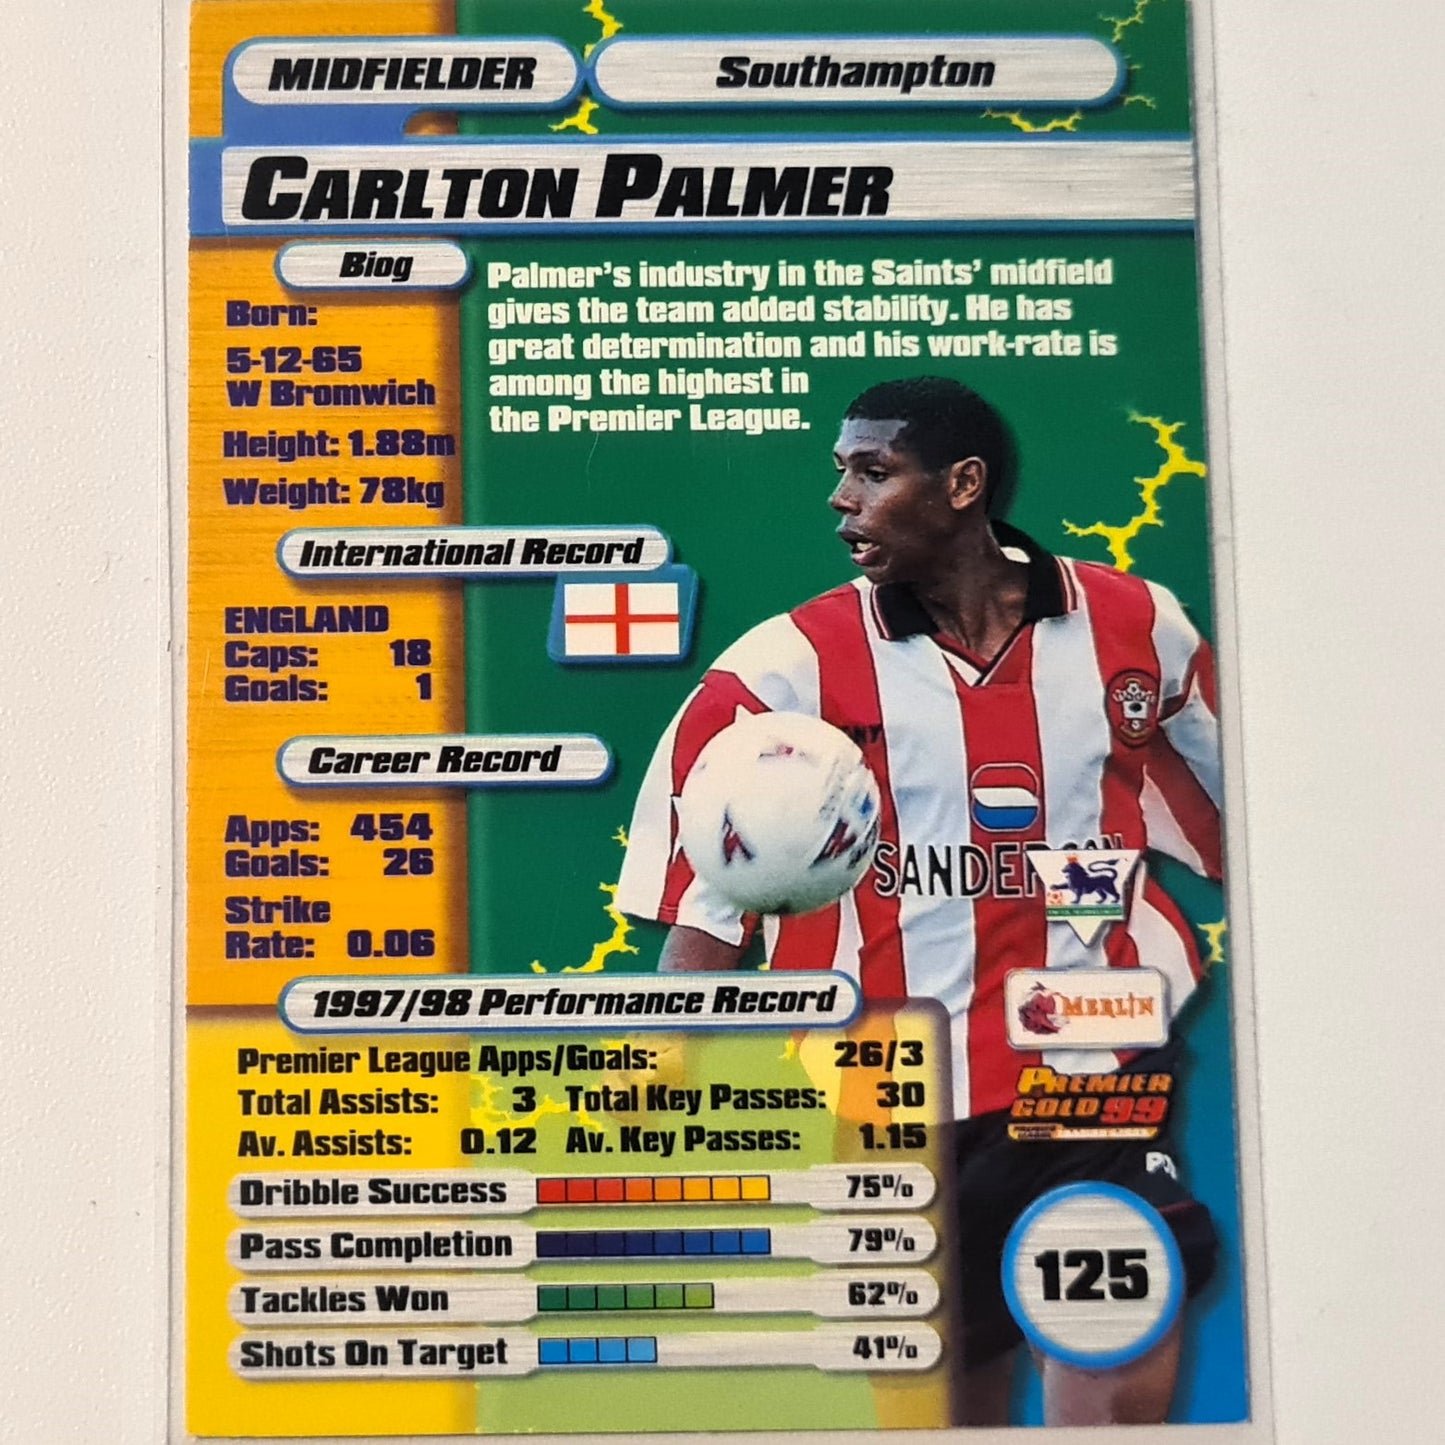 MIDFIELDER
Southampton
CARLTON PALMER
Biog
Born:
5-12-65
W Bromwich
Height: 1.88m
Weight: 78kg
Palmer's industry in the Saints' midfield
gives the team added stability. He has
great determination and his work-rate is
among the highest in
the Premier League.
International Record
ENGLAND
Caps: 18
Goals: 1
Career Record
Apps: 454
Goals: 26
Strike
Rate: 0.06
SANDERSON
MERLIN
PREMIER
GOLD 99
1997/98 Performance Record
Premier League Apps/Goals: 26/3
Total Assists: 3 Total Key Passes: 30
Av. Assists: 0.12 Av. Key Passes: 1.15
Dribble Success 75%
Pass Completion 79%
Tackles Won 62%
Shots On Target 41%
125